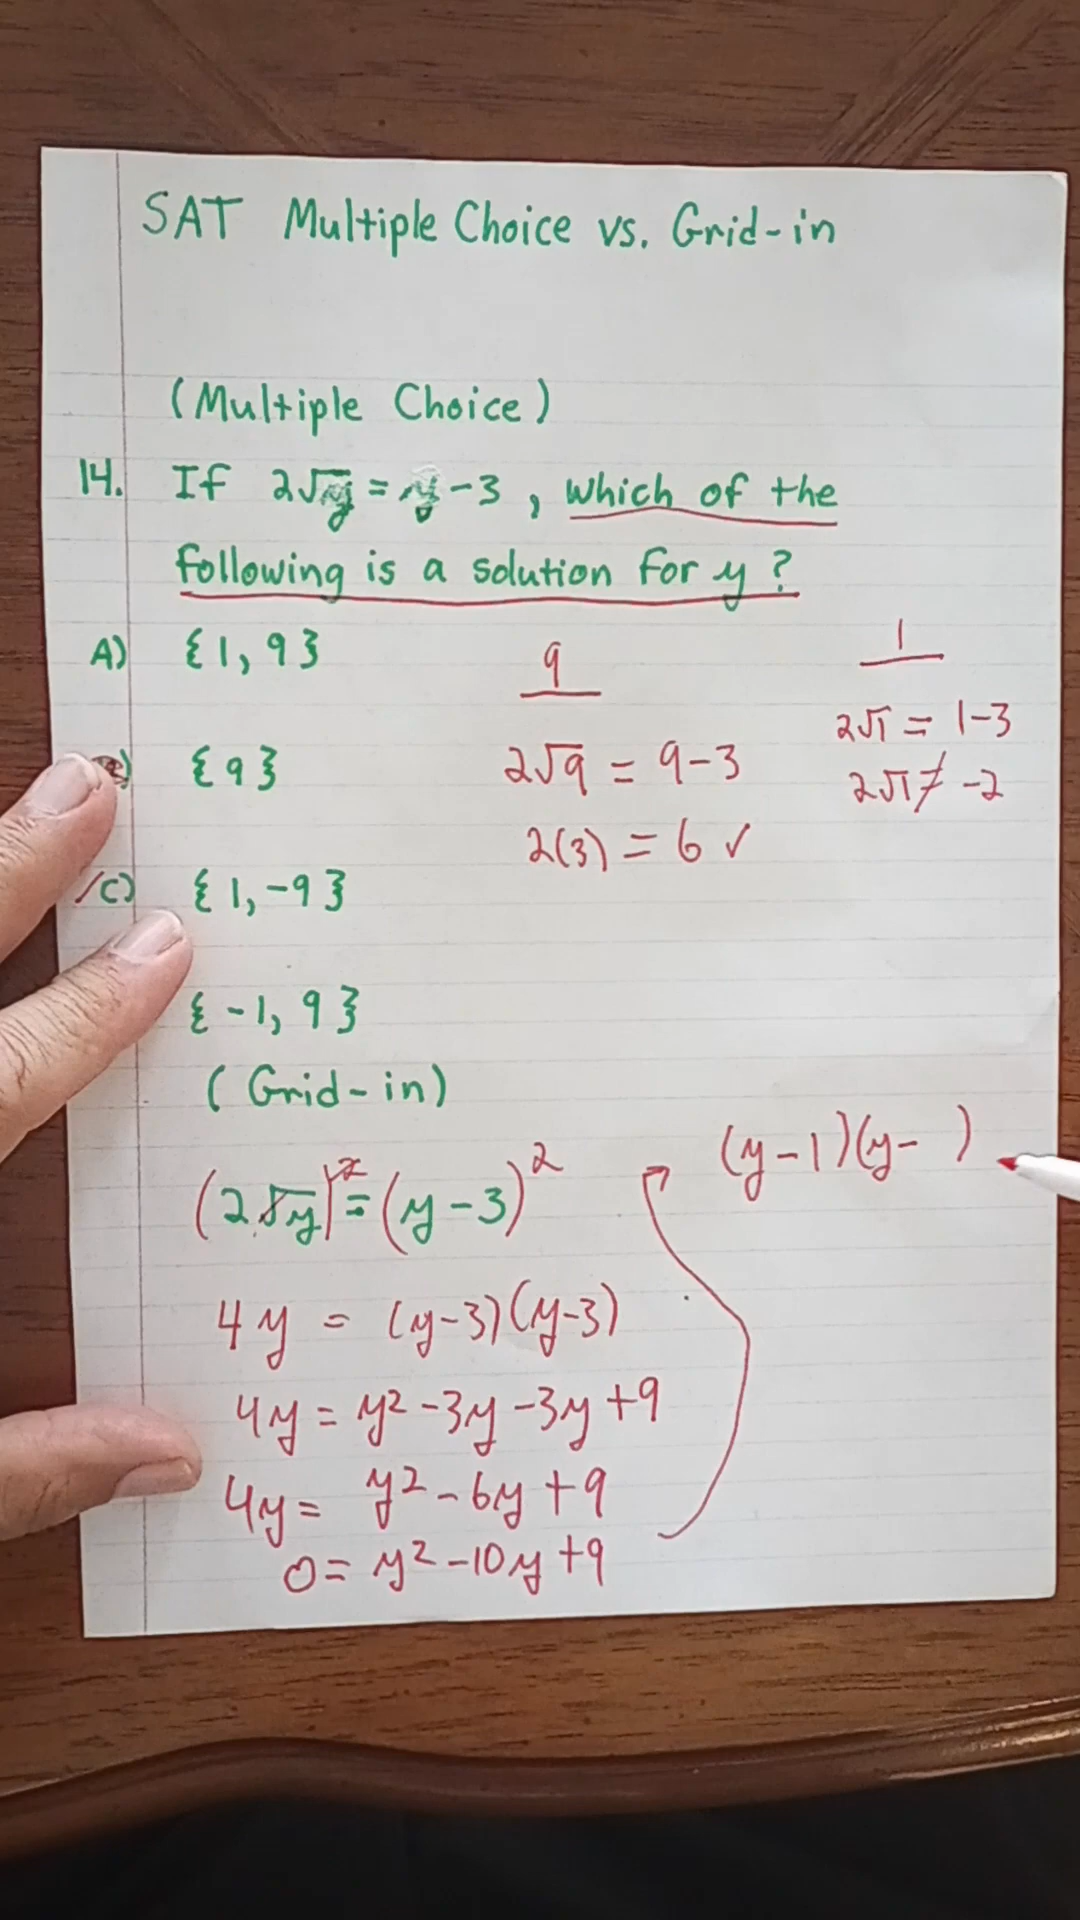 SAT Multiple Choice vs. Grid-in
(Multiple Choice)
14. If 2√y = y - 3, which of the
following is a solution for y?
A) {1, 9}
{9}
C) {1, -9}
{-1, 9}
9
2√9 = 9-3
2(3) = 6 ✓
1
2√1 = 1-3
2√1 ≠ -2
(Grid-in)
(2√y)² = (y-3)²
4y = (y-3)(y-3)
4y = y² -3y -3y +9
4y = y² -6y +9
0 = y² -10y +9
(y-1)(y- )